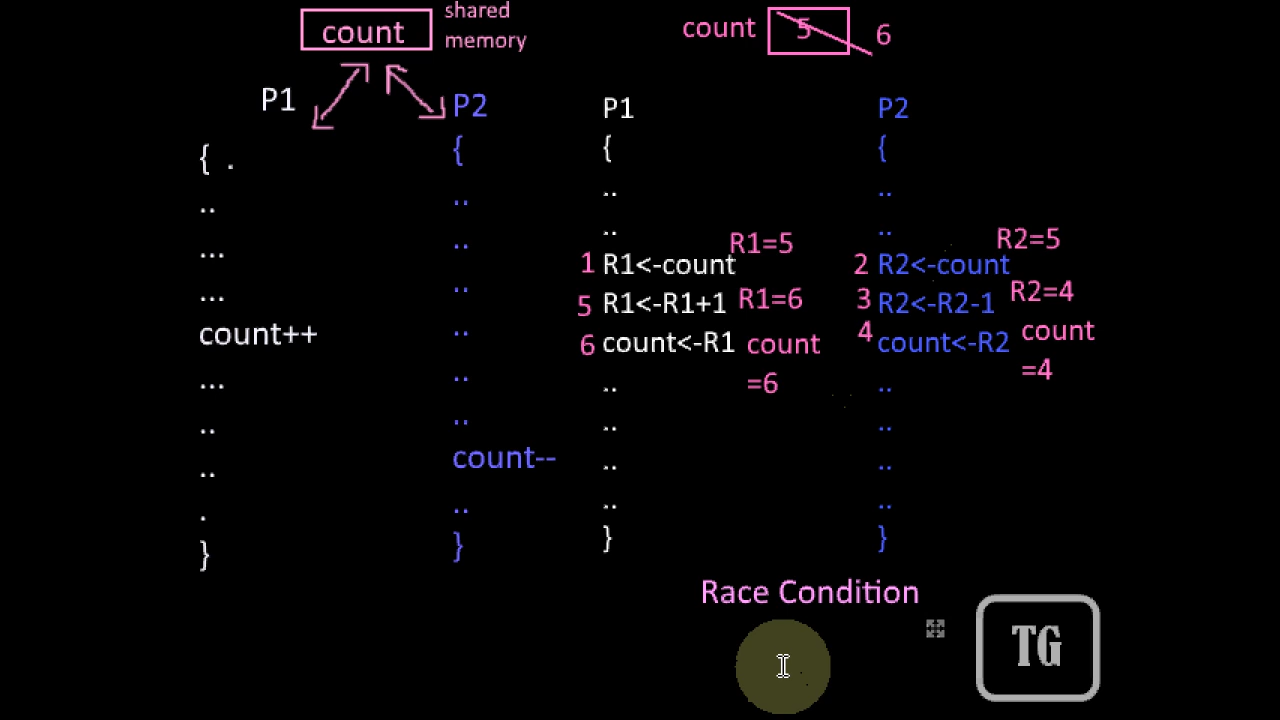 count
shared
memory
count 5 6
P1
{ .
..
...
...
count++
...
..
..
.
}
P2
{
..
..
..
..
..
..
count--
..
}
P1
{
..
..
1 R1<-count R1=5
5 R1<-R1+1 R1=6
6 count<-R1 count
=6
..
..
..
..
}
P2
{
..
..
2 R2<-count R2=5
3 R2<-R2-1 R2=4
4 count<-R2 count
=4
..
..
..
..
}
Race Condition
TG